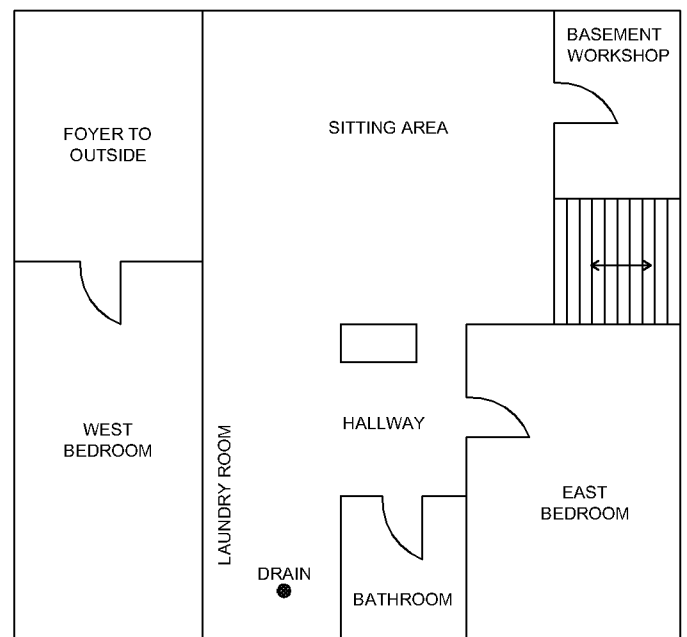 BASEMENT
WORKSHOP
FOYER TO
OUTSIDE
SITTING AREA
WEST
BEDROOM
LAUNDRY ROOM
HALLWAY
EAST
BEDROOM
DRAIN
BATHROOM